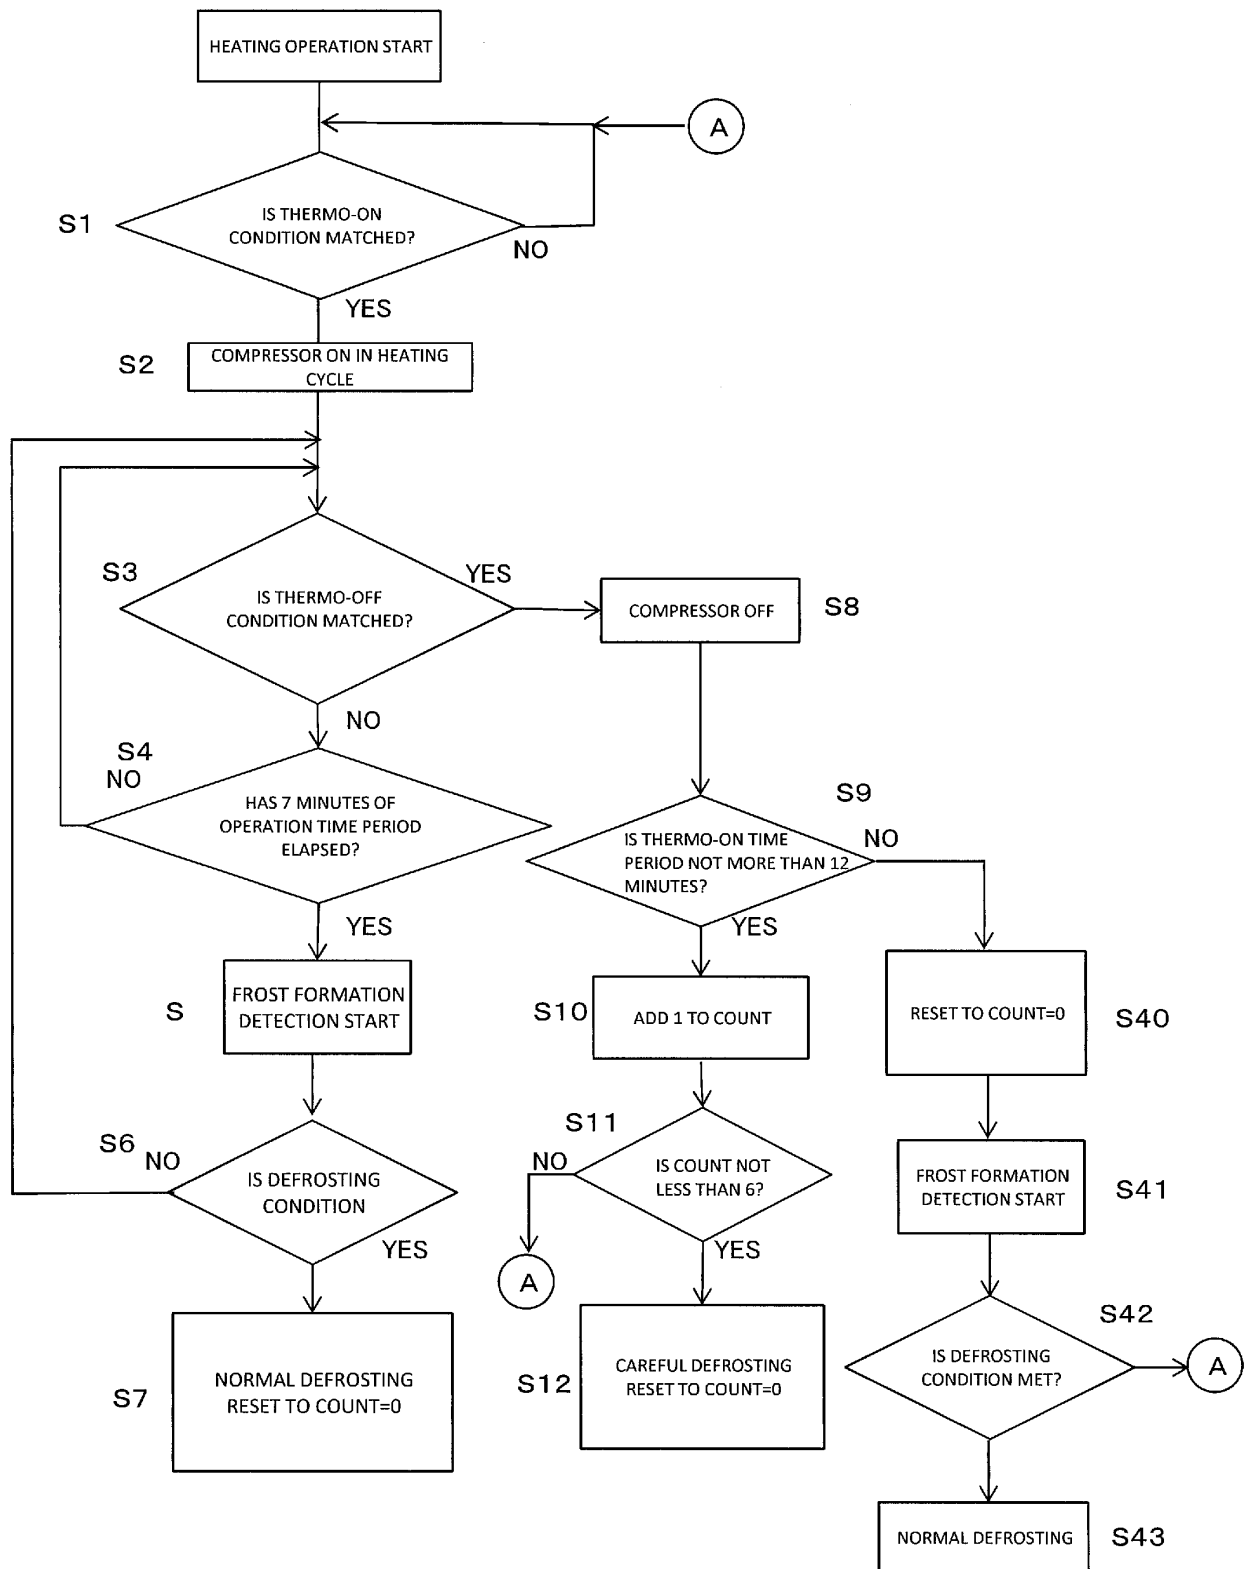 HEATING OPERATION START
A
S1
IS THERMO-ON
CONDITION MATCHED?
NO
YES
S2
COMPRESSOR ON IN HEATING
CYCLE
S3
IS THERMO-OFF
CONDITION MATCHED?
YES
COMPRESSOR OFF
S8
NO
S4
NO
HAS 7 MINUTES OF
OPERATION TIME PERIOD
ELAPSED?
YES
S9
IS THERMO-ON TIME
PERIOD NOT MORE THAN 12
MINUTES?
NO
YES
S
FROST FORMATION
DETECTION START
S10
ADD 1 TO COUNT
RESET TO COUNT=0
S40
S6
NO
IS DEFROSTING
CONDITION
YES
S11
NO
IS COUNT NOT
LESS THAN 6?
YES
A
FROST FORMATION
DETECTION START
S41
S7
NORMAL DEFROSTING
RESET TO COUNT=0
S12
CAREFUL DEFROSTING
RESET TO COUNT=0
S42
IS DEFROSTING
CONDITION MET?
A
NORMAL DEFROSTING
S43